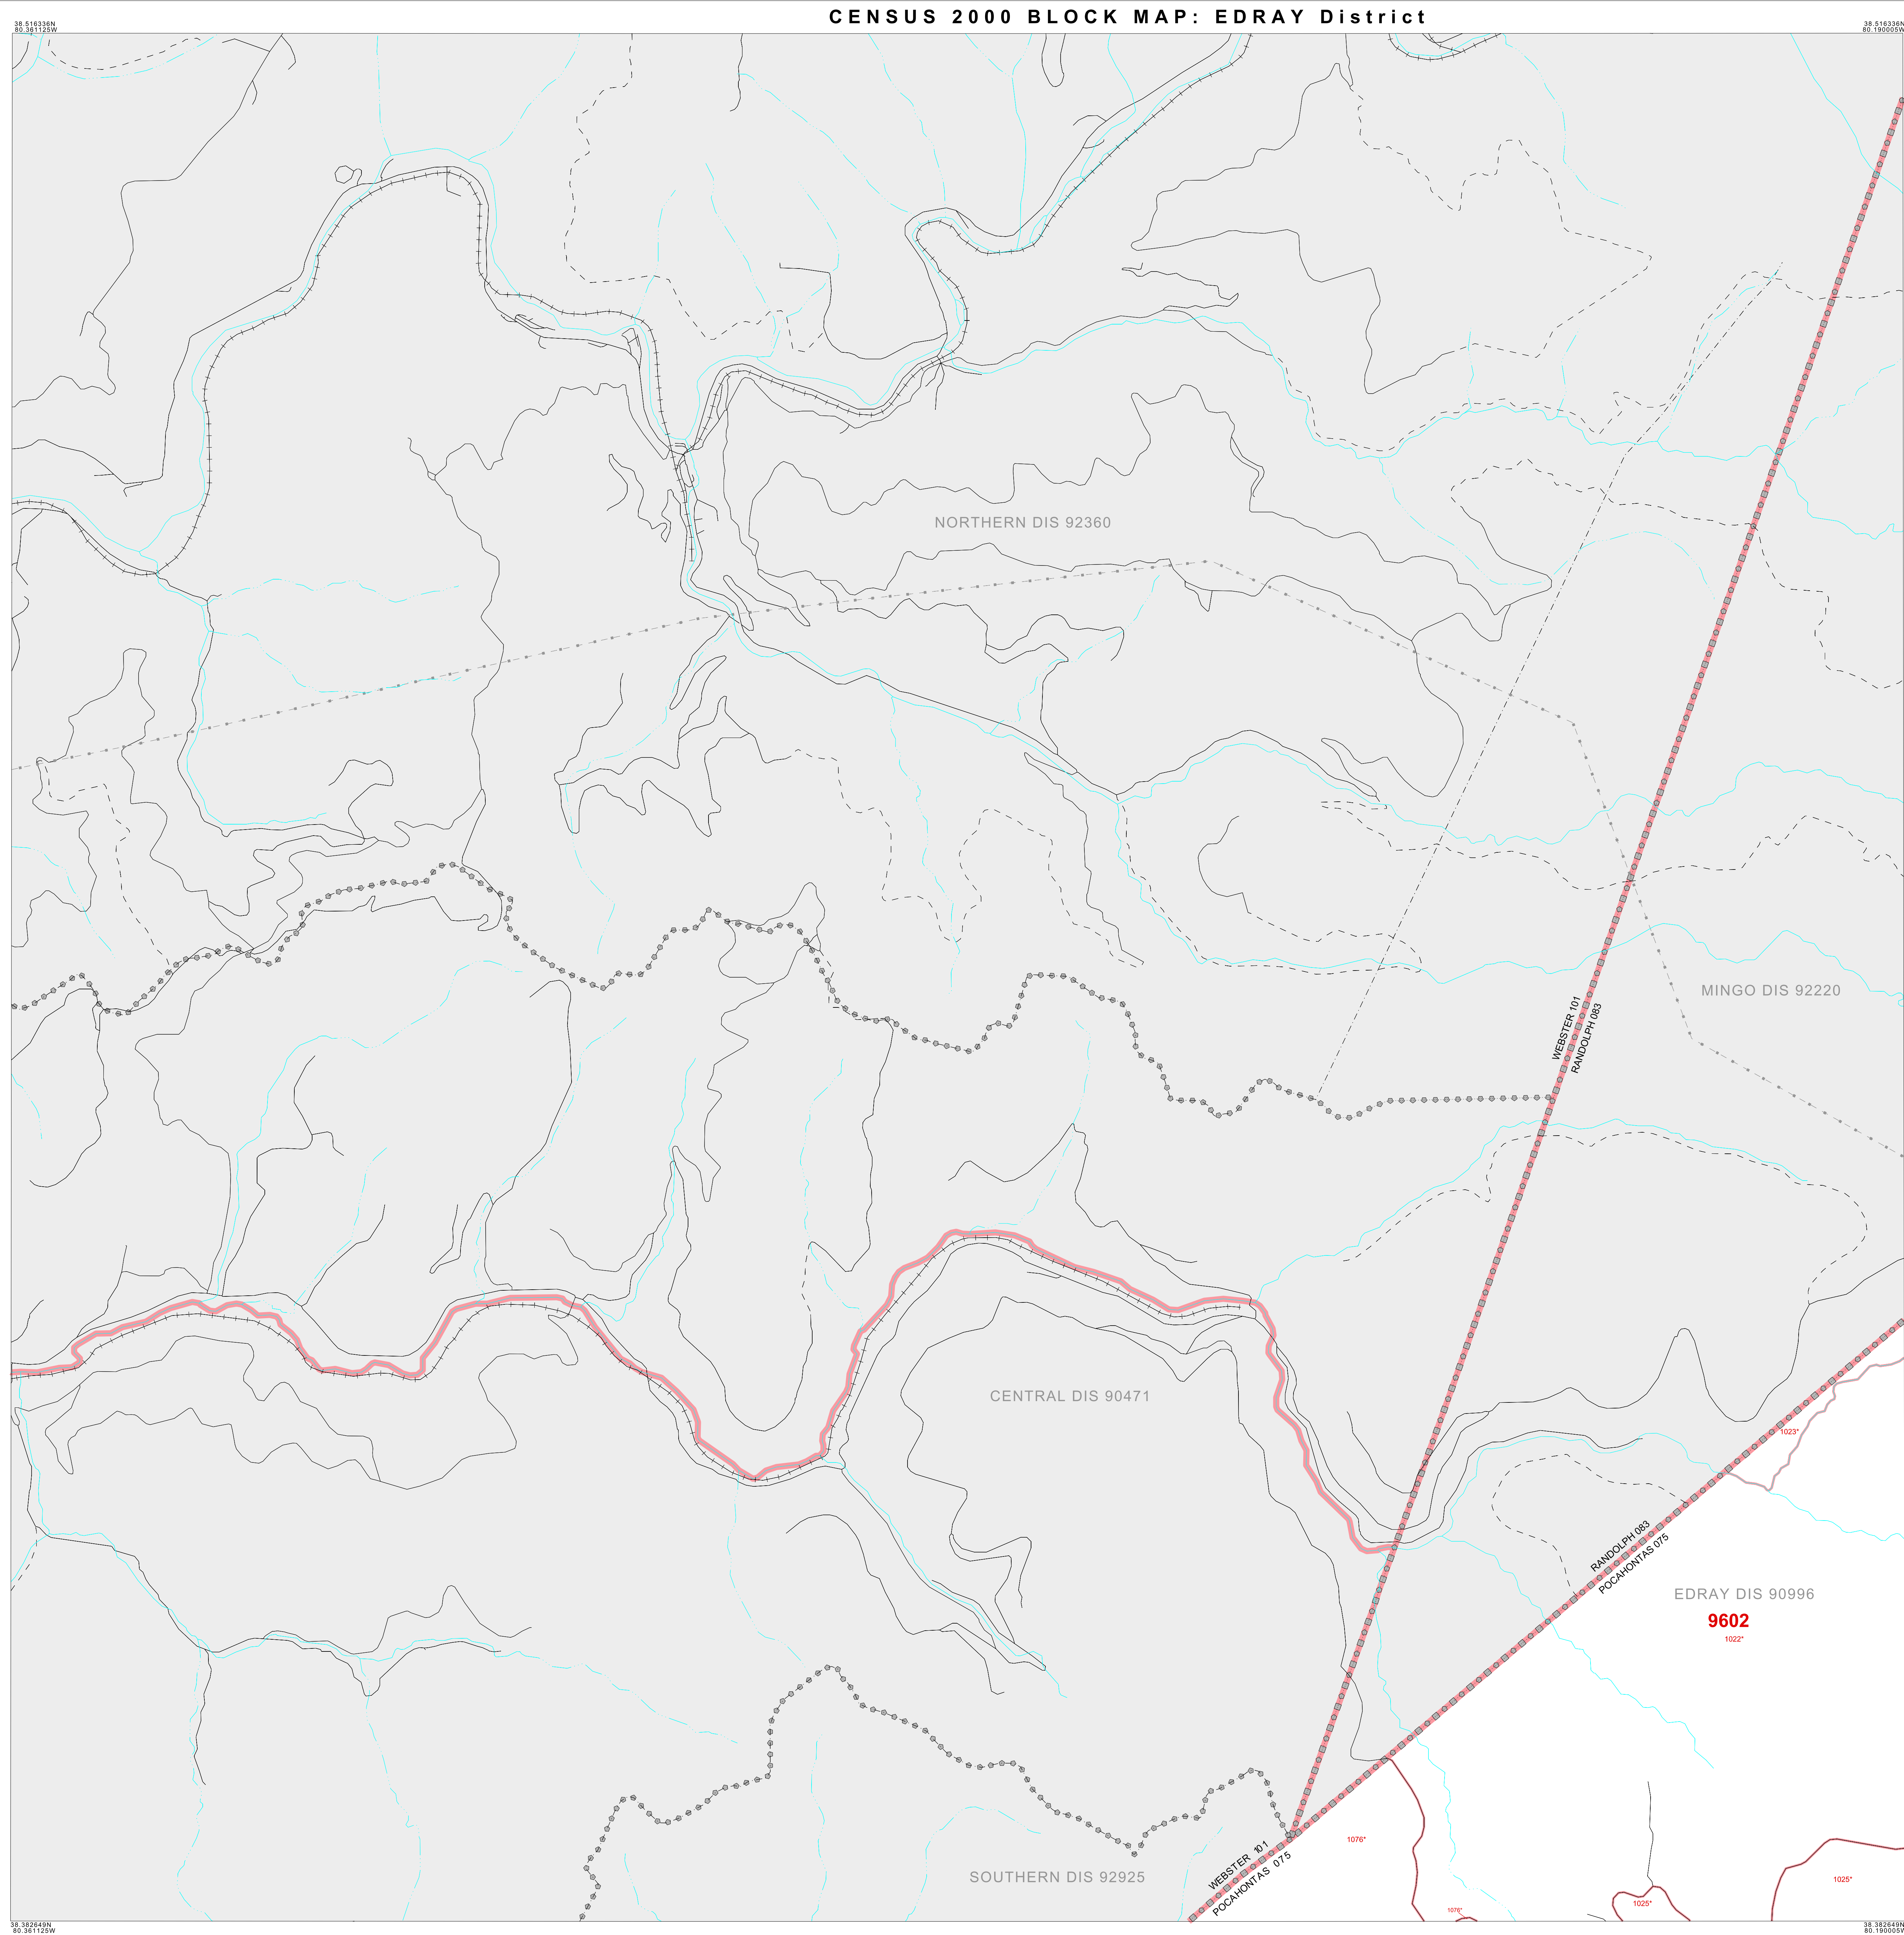 CENSUS 2000 BLOCK MAP: EDRAY District
38.516336N
80.361125W
38.516336N
80.190005W
NORTHERN DIS 92360
MINGO DIS 92220
WEBSTER 101
RANDOLPH 083
CENTRAL DIS 90471
1023*
RANDOLPH 083
POCAHONTAS 075
EDRAY DIS 90996
9602
1022*
1076*
WEBSTER 101
POCAHONTAS 075
SOUTHERN DIS 92925
1025*
1025*
1076*
38.382649N
80.361125W
38.382649N
80.190005W